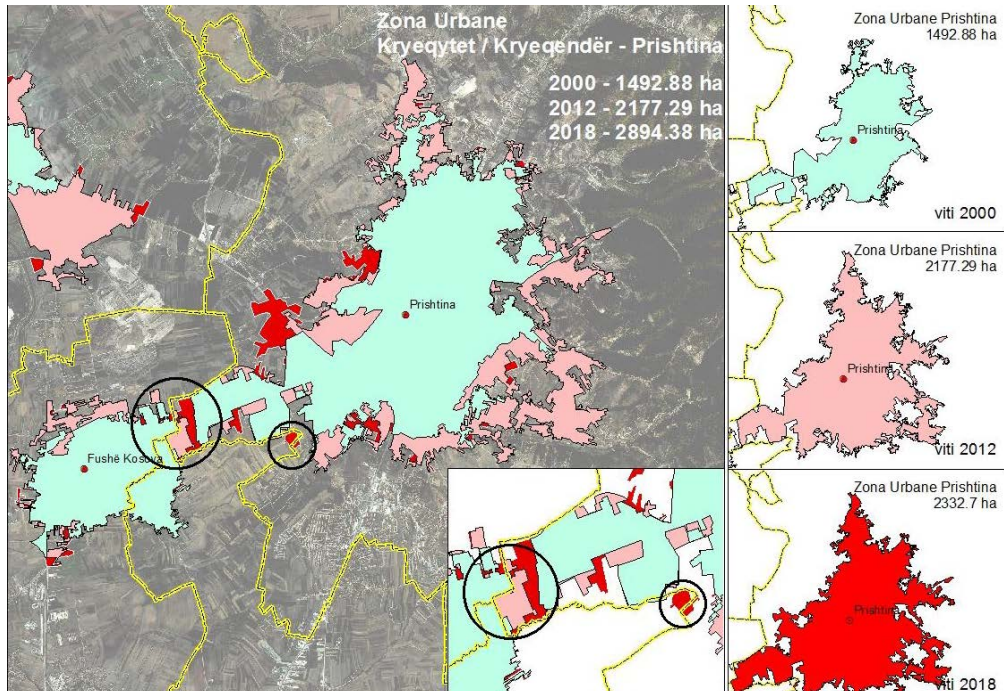 Zona Urbane
Kryeqytet / Kryeqendër - Prishtina
2000 - 1492.88 ha
2012 - 2177.29 ha
2018 - 2894.38 ha
Prishtina
Fushë Kosova
Zona Urbane Prishtina
1492.88 ha
Prishtina
viti 2000
Zona Urbane Prishtina
2177.29 ha
Prishtina
viti 2012
Zona Urbane Prishtina
2332.7 ha
Prishtina
viti 2018